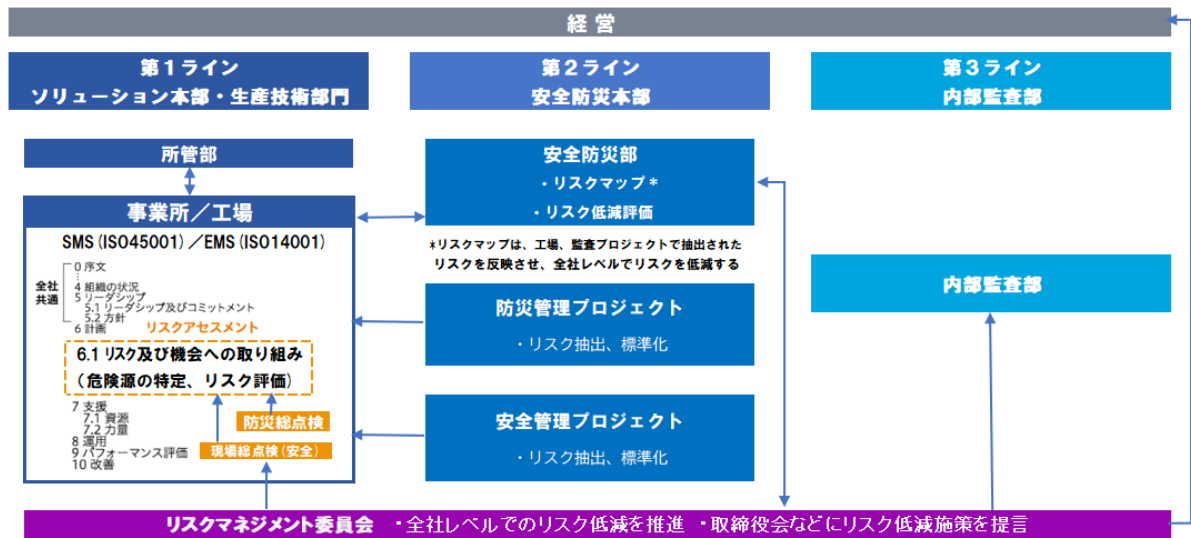 経営
第1ライン
ソリューション本部・生産技術部門
第2ライン
安全防災本部
第3ライン
内部監査部
所管部
事業所／工場
SMS(ISO45001)／EMS(ISO14001)
全社
共通
0 序文
⋮
4 組織の状況
5 リーダシップ
5.1 リーダシップ及びコミットメント
5.2 方針
6 計画
リスクアセスメント
6.1 リスク及び機会への取り組み
（危険源の特定、リスク評価）
7 支援
7.1 資源
7.2 力量
8 運用
9 パフォーマンス評価
10 改善
防災総点検
現場総点検(安全)
安全防災部
・リスクマップ＊
・リスク低減評価
*リスクマップは、工場、監査プロジェクトで抽出された
リスクを反映させ、全社レベルでリスクを低減する
防災管理プロジェクト
・リスク抽出、標準化
安全管理プロジェクト
・リスク抽出、標準化
内部監査部
リスクマネジメント委員会 ・全社レベルでのリスク低減を推進 ・取締役会などにリスク低減施策を提言